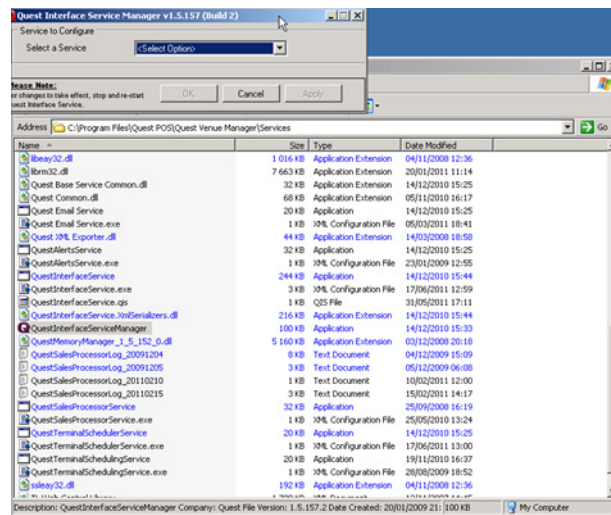 Quest Interface Service Manager v1.5.157 (Build 2)
Service to Configure
Select a Service <Select Option>
Please Note:
For changes to take effect, stop and re-start
Quest Interface Service.
OK Cancel Apply
Address C:\Program Files\Quest POS\Quest Venue Manager\Services Go
Name Size Type Date Modified
libeay32.dll 1 016 KB Application Extension 04/11/2008 12:36
librm32.dll 7 663 KB Application Extension 20/01/2011 11:14
Quest Base Service Common.dll 32 KB Application Extension 14/12/2010 15:25
Quest Common.dll 68 KB Application Extension 05/11/2010 16:17
Quest Email Service 20 KB Application 14/12/2010 15:25
Quest Email Service.exe 1 KB XML Configuration File 05/03/2011 18:41
Quest XML Exporter.dll 44 KB Application Extension 14/03/2008 18:58
QuestAlertsService 32 KB Application 14/12/2010 15:25
QuestAlertsService.exe 1 KB XML Configuration File 23/01/2009 12:55
QuestInterfaceService 244 KB Application 14/12/2010 15:44
QuestInterfaceService.exe 3 KB XML Configuration File 17/06/2011 12:59
QuestInterfaceService.qis 1 KB QIS File 31/05/2011 17:11
QuestInterfaceService.XmlSerializers.dll 216 KB Application Extension 14/12/2010 15:44
QuestInterfaceServiceManager 100 KB Application 14/12/2010 15:33
QuestMemoryManager_1_5_152_0.dll 5 160 KB Application Extension 03/12/2008 20:18
QuestSalesProcessorLog_20091204 8 KB Text Document 04/12/2009 15:09
QuestSalesProcessorLog_20091205 3 KB Text Document 05/12/2009 06:08
QuestSalesProcessorLog_20110210 1 KB Text Document 10/02/2011 12:00
QuestSalesProcessorLog_20110215 3 KB Text Document 15/02/2011 14:17
QuestSalesProcessorService 32 KB Application 25/09/2008 16:19
QuestSalesProcessorService.exe 1 KB XML Configuration File 25/05/2010 13:24
QuestTerminalSchedulerService 20 KB Application 14/12/2010 15:25
QuestTerminalSchedulerService.exe 1 KB XML Configuration File 17/06/2011 13:00
QuestTerminalSchedulingService 20 KB Application 19/11/2010 16:37
QuestTerminalSchedulingService.exe 1 KB XML Configuration File 28/08/2009 18:52
ssleay32.dll 192 KB Application Extension 04/11/2008 12:36
Description: QuestInterfaceServiceManager Company: Quest File Version: 1.5.157.2 Date Created: 20/01/2009 21: 100 KB My Computer